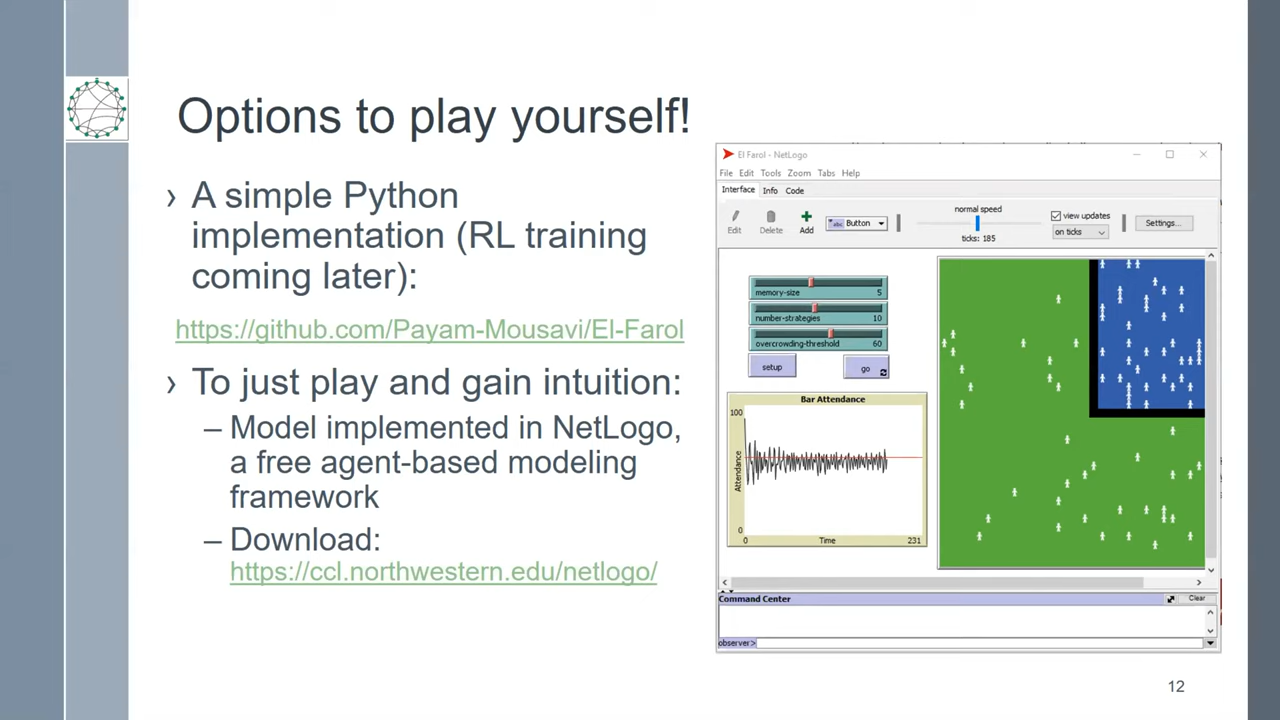 Options to play yourself!
› A simple Python
implementation (RL training
coming later):
https://github.com/Payam-Mousavi/El-Farol
› To just play and gain intuition:
– Model implemented in NetLogo,
a free agent-based modeling
framework
– Download:
https://ccl.northwestern.edu/netlogo/
El Farol - NetLogo
File Edit Tools Zoom Tabs Help
Interface Info Code
Edit Delete Add abc Button normal speed ticks: 185 view updates on ticks Settings...
memory-size 5
number-strategies 10
overcrowding-threshold 60
setup go
Bar Attendance
100
Attendance
0
0 Time 231
Command Center Clear
observer>
12